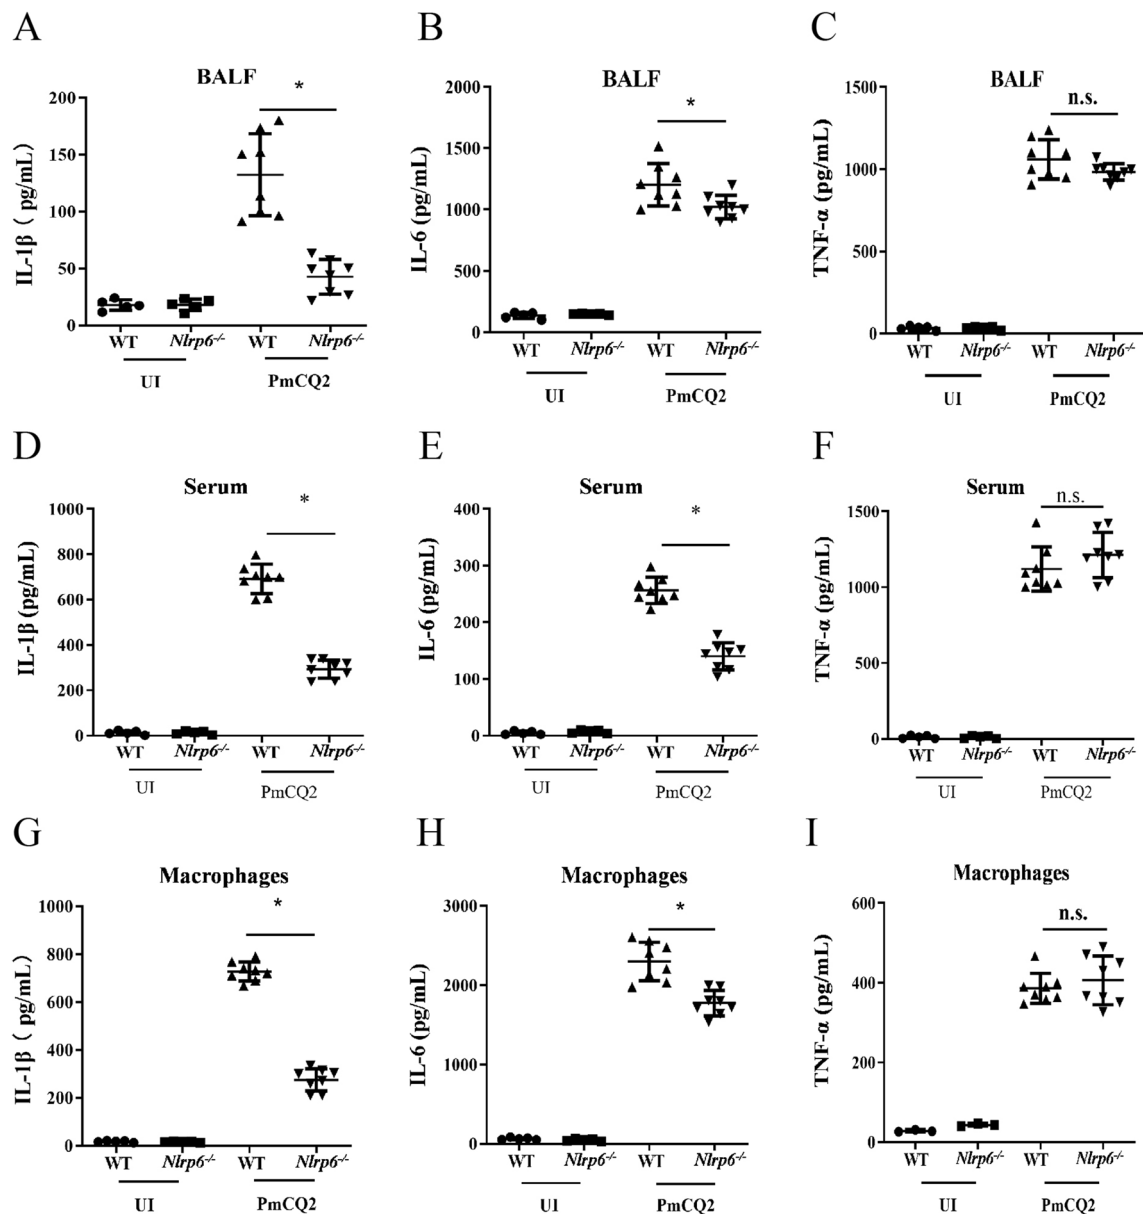 A
BALF
*
IL-1β ( pg/mL)
200
150
100
50
0
WT
Nlrp6-/-
WT
Nlrp6-/-
UI
PmCQ2
B
BALF
*
IL-6 (pg/mL)
2000
1500
1000
500
0
WT
Nlrp6-/-
WT
Nlrp6-/-
UI
PmCQ2
C
BALF
n.s.
TNF-α (pg/mL)
1500
1000
500
0
WT
Nlrp6-/-
WT
Nlrp6-/-
UI
PmCQ2
D
Serum
*
IL-1β (pg/mL)
1000
800
600
400
200
0
WT
Nlrp6-/-
WT
Nlrp6-/-
UI
PmCQ2
E
Serum
*
IL-6 (pg/mL)
400
300
200
100
0
WT
Nlrp6-/-
WT
Nlrp6-/-
UI
PmCQ2
F
Serum
n.s.
TNF-α (pg/mL)
1500
1000
500
0
WT
Nlrp6-/-
WT
Nlrp6-/-
UI
PmCQ2
G
Macrophages
*
IL-1β ( pg/mL)
1000
800
600
400
200
0
WT
Nlrp6-/-
WT
Nlrp6-/-
UI
PmCQ2
H
Macrophages
*
IL-6 (pg/mL)
3000
2000
1000
0
WT
Nlrp6-/-
WT
Nlrp6-/-
UI
PmCQ2
I
Macrophages
n.s.
TNF-α (pg/mL)
600
400
200
0
WT
Nlrp6-/-
WT
Nlrp6-/-
UI
PmCQ2